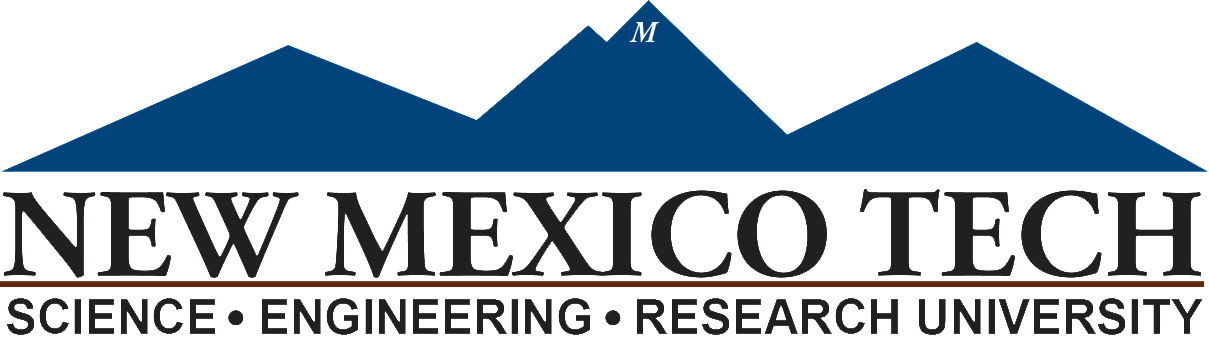 M
NEW MEXICO TECH
SCIENCE • ENGINEERING • RESEARCH UNIVERSITY